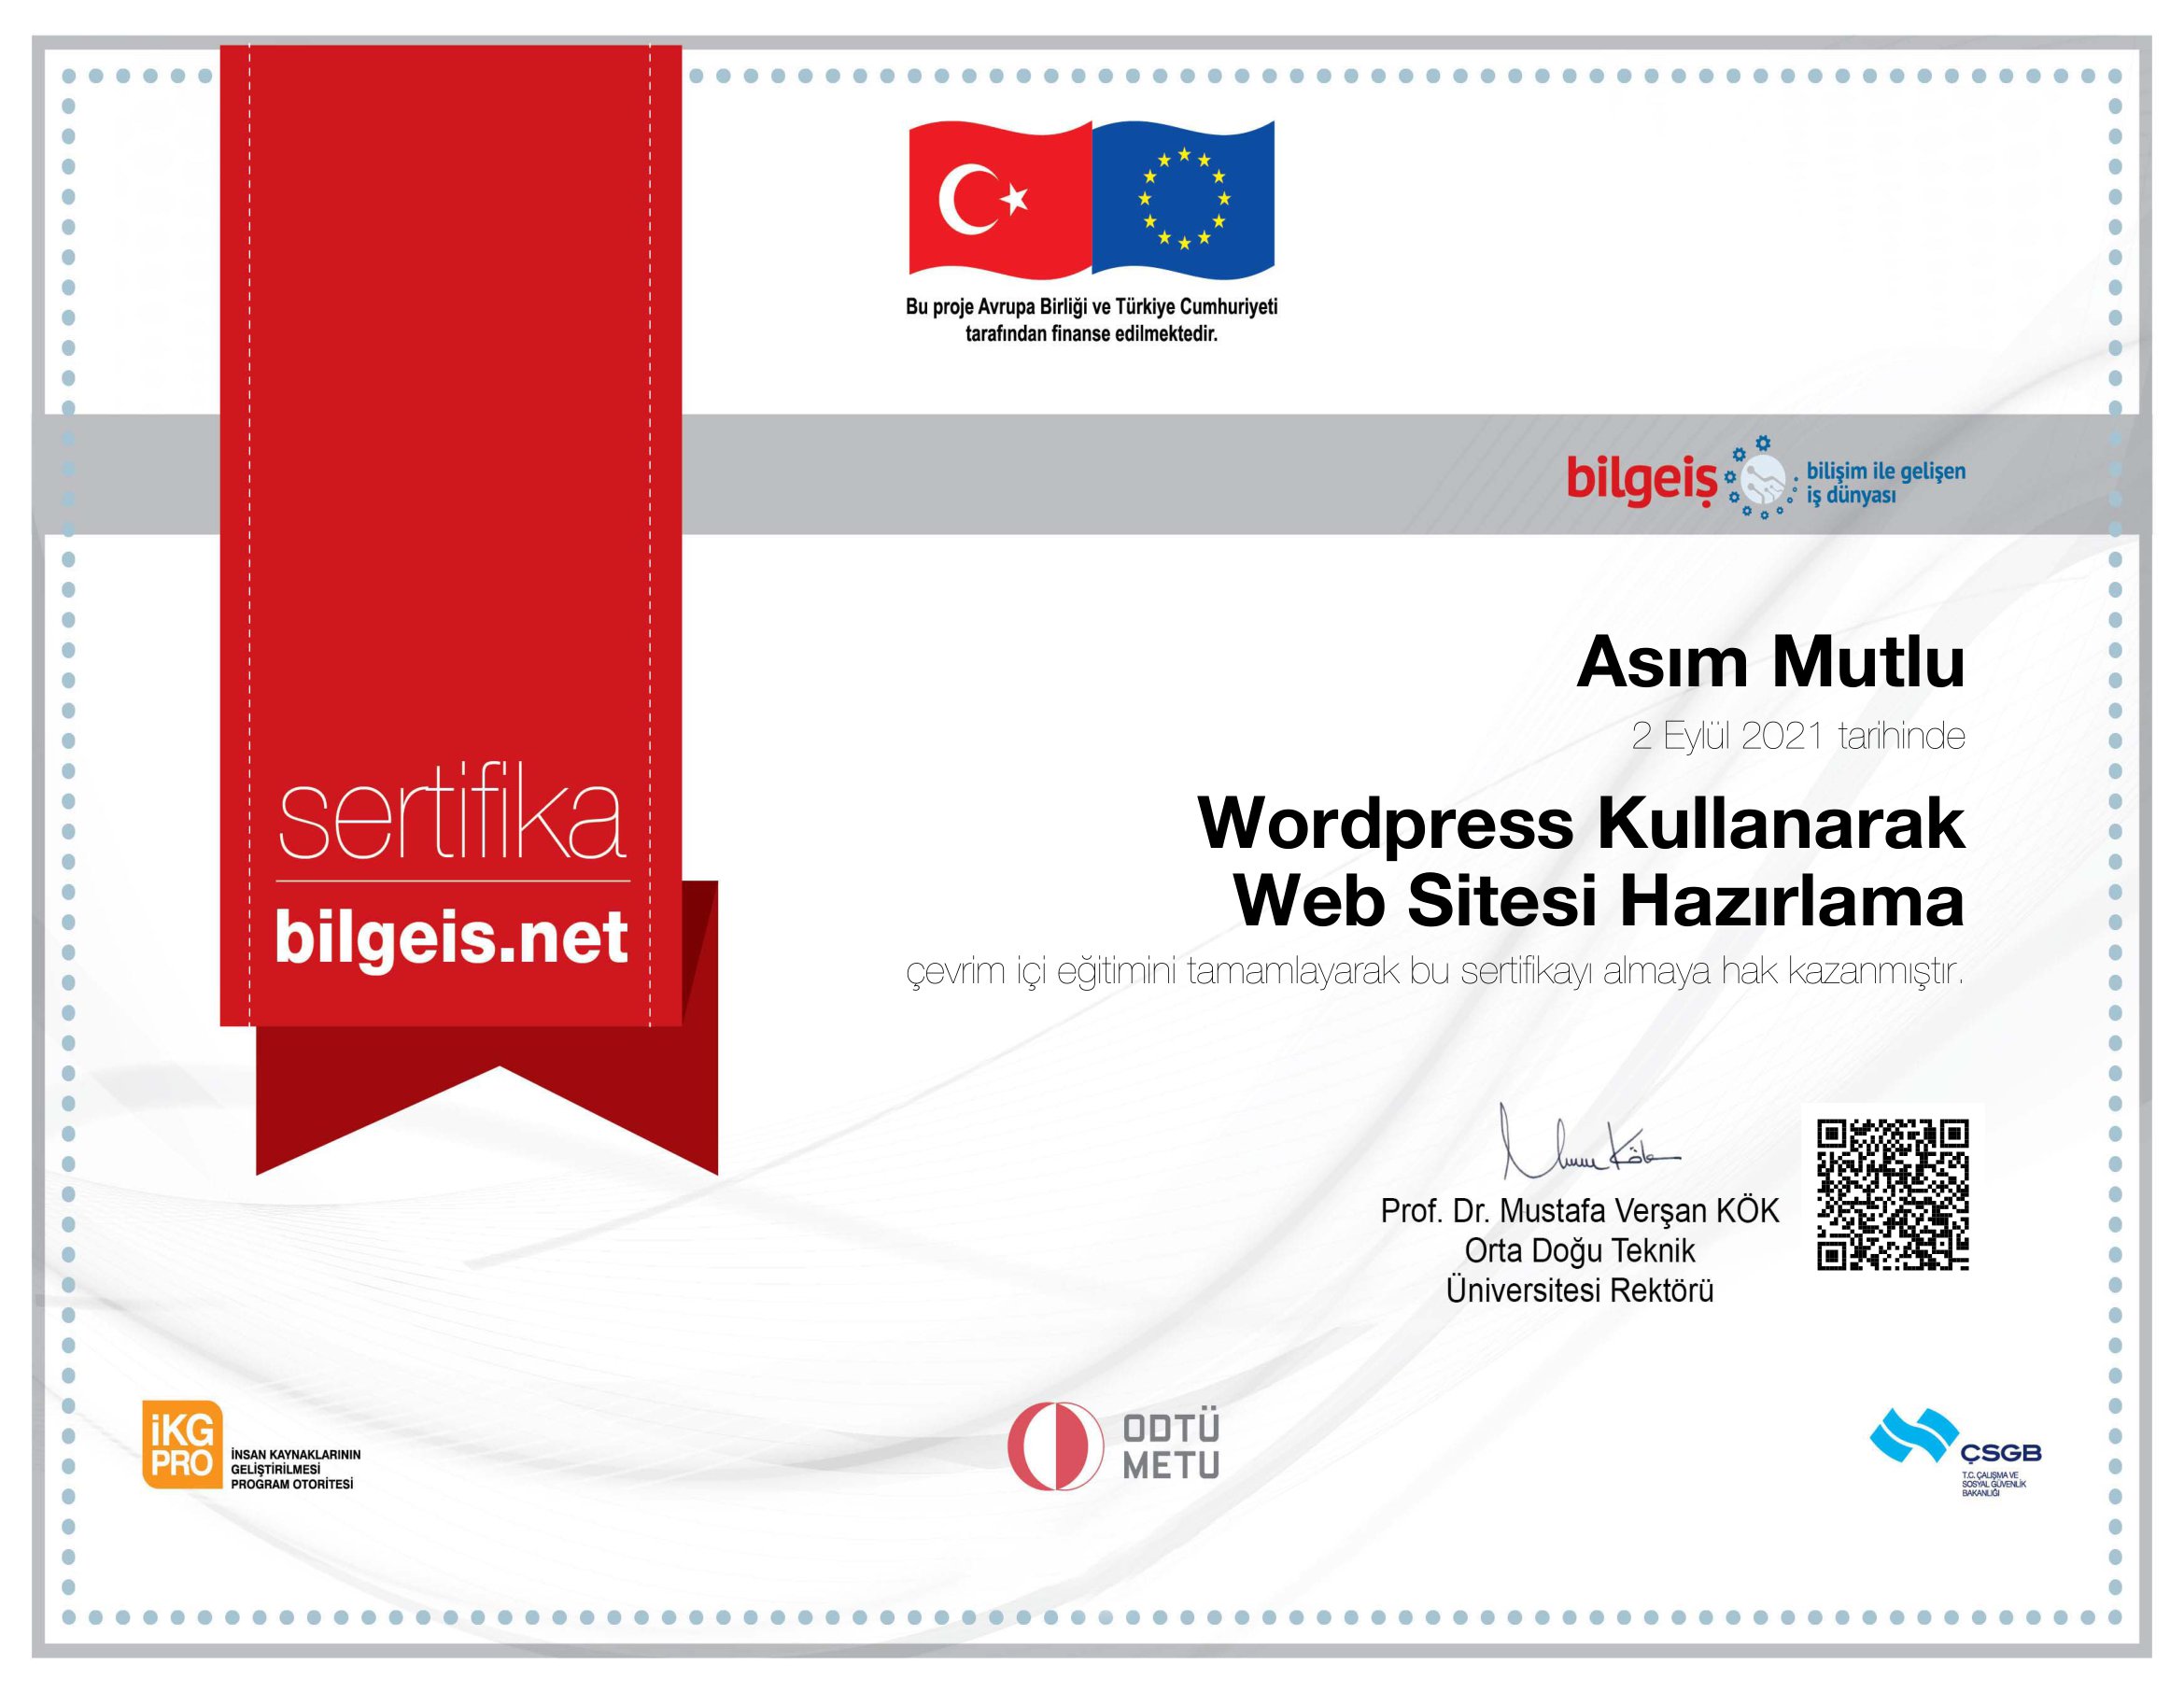 Bu proje Avrupa Birliği ve Türkiye Cumhuriyeti
tarafından finanse edilmektedir.
bilgeiş
bilişim ile gelişen
iş dünyası
Asım Mutlu
2 Eylül 2021 tarihinde
Wordpress Kullanarak
Web Sitesi Hazırlama
çevrim içi eğitimini tamamlayarak bu sertifikayı almaya hak kazanmıştır.
sertifika
bilgeis.net
Prof. Dr. Mustafa Verşan KÖK
Orta Doğu Teknik
Üniversitesi Rektörü
iKG
PRO
İNSAN KAYNAKLARININ
GELİŞTİRİLMESİ
PROGRAM OTORİTESİ
ODTÜ
METU
ÇSGB
T.C. ÇALIŞMA VE
SOSYAL GÜVENLİK
BAKANLIĞI